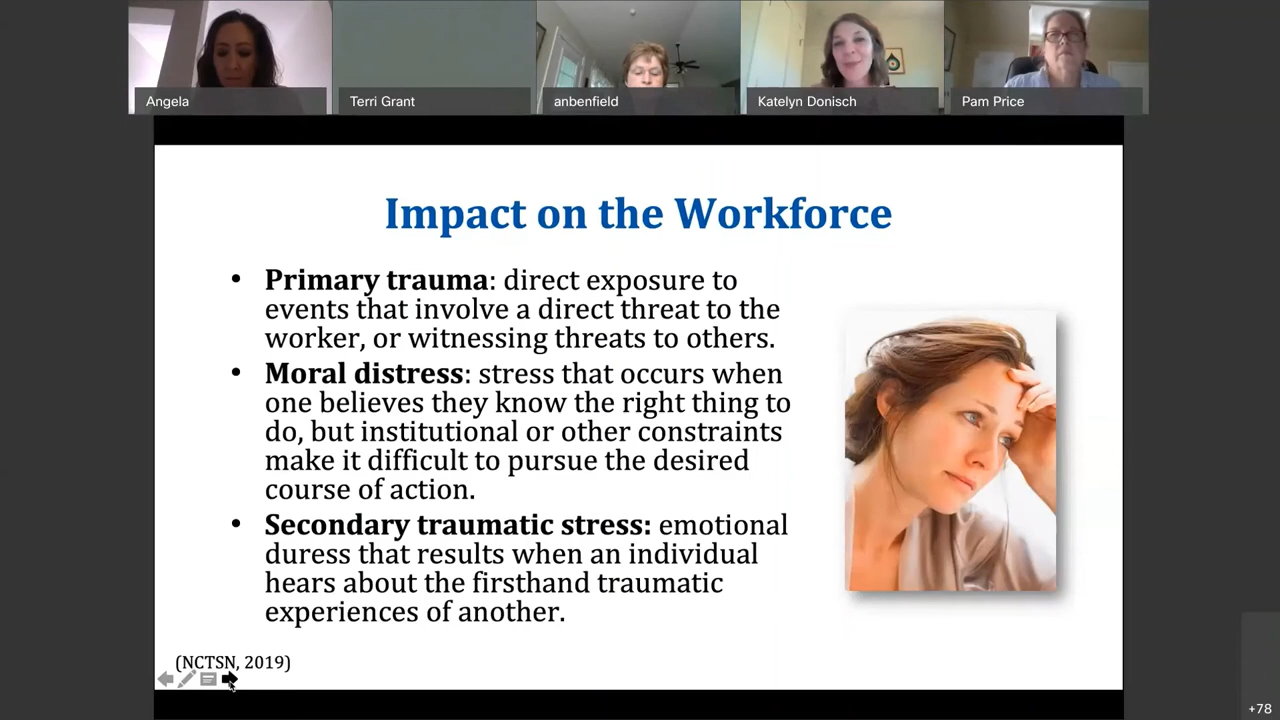 Angela
Terri Grant
anbenfield
Katelyn Donisch
Pam Price
Impact on the Workforce
• Primary trauma: direct exposure to
events that involve a direct threat to the
worker, or witnessing threats to others.
• Moral distress: stress that occurs when
one believes they know the right thing to
do, but institutional or other constraints
make it difficult to pursue the desired
course of action.
• Secondary traumatic stress: emotional
duress that results when an individual
hears about the firsthand traumatic
experiences of another.
(NCTSN, 2019)
+78